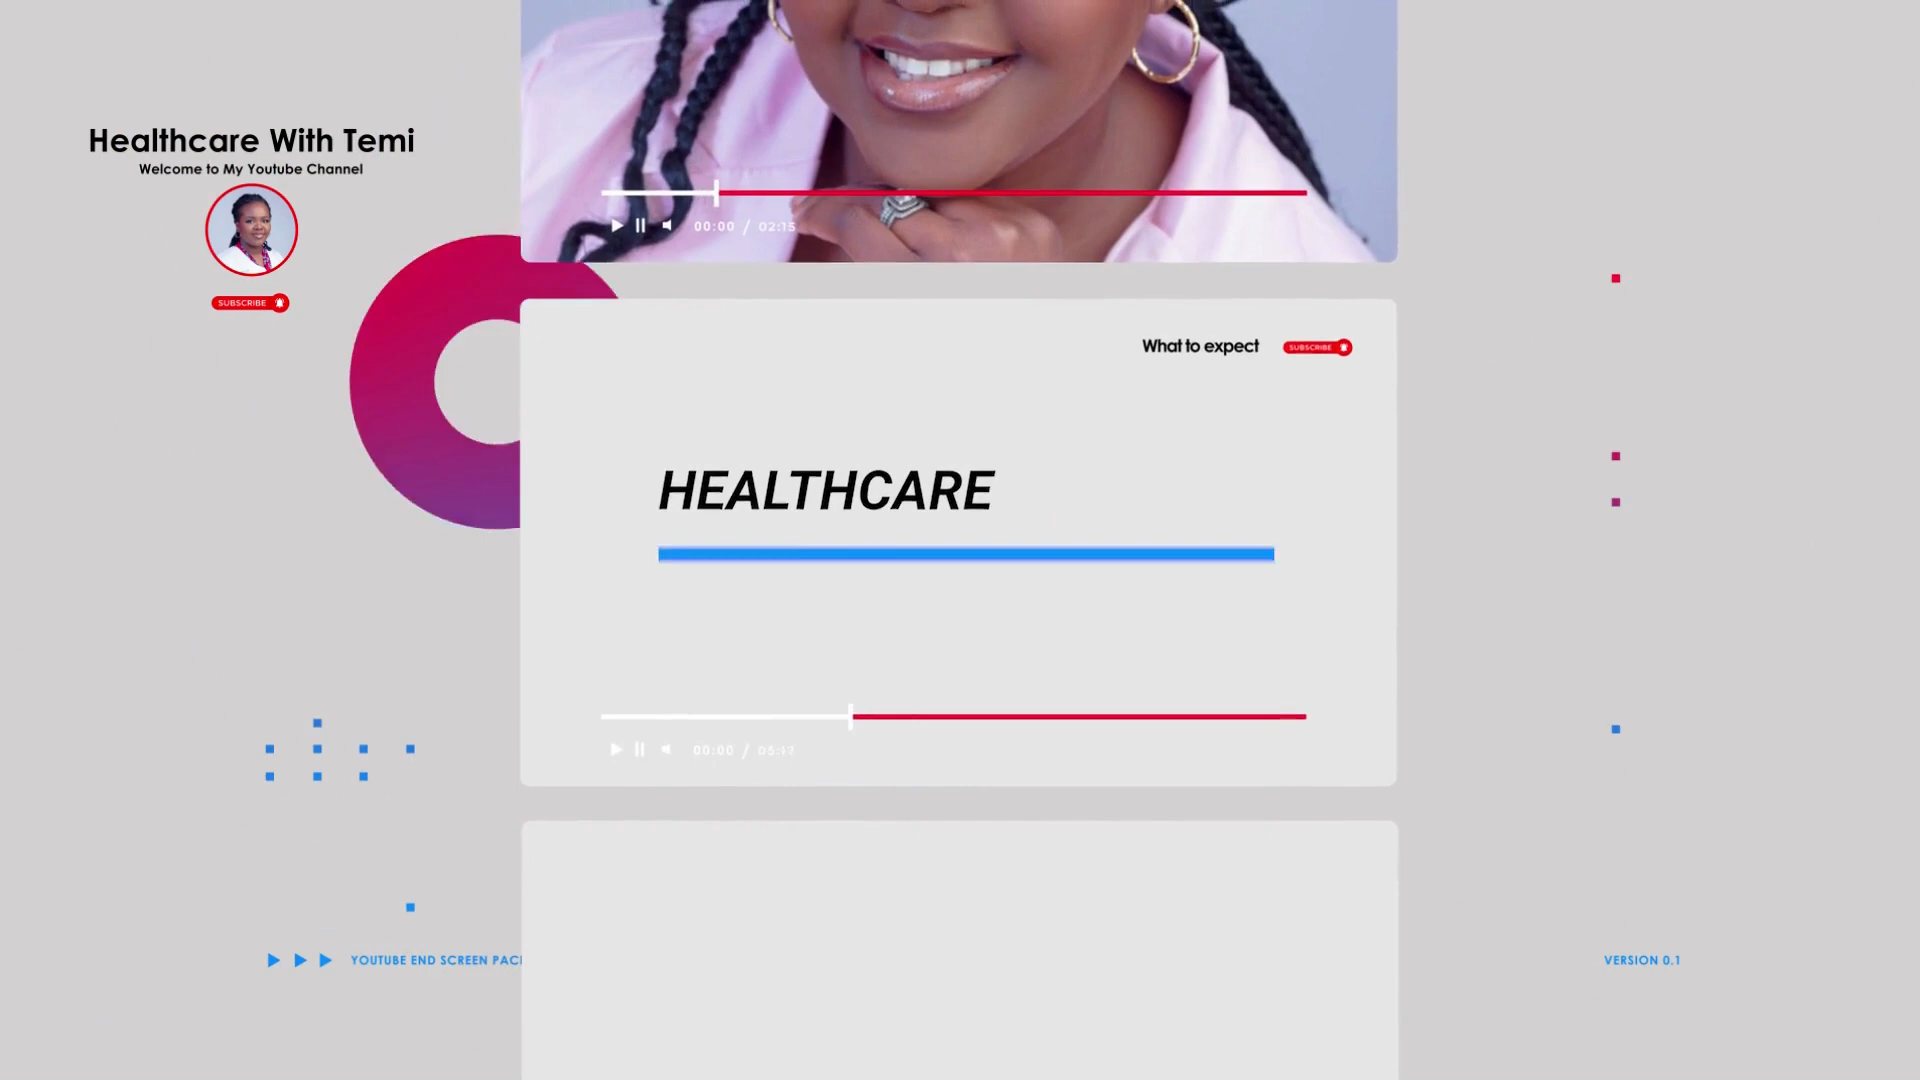 Healthcare With Temi
Welcome to My Youtube Channel
SUBSCRIBE
00:00 / 02:15
What to expect
SUBSCRIBE
HEALTHCARE
00:00 / 05:17
YOUTUBE END SCREEN
VERSION 0.1